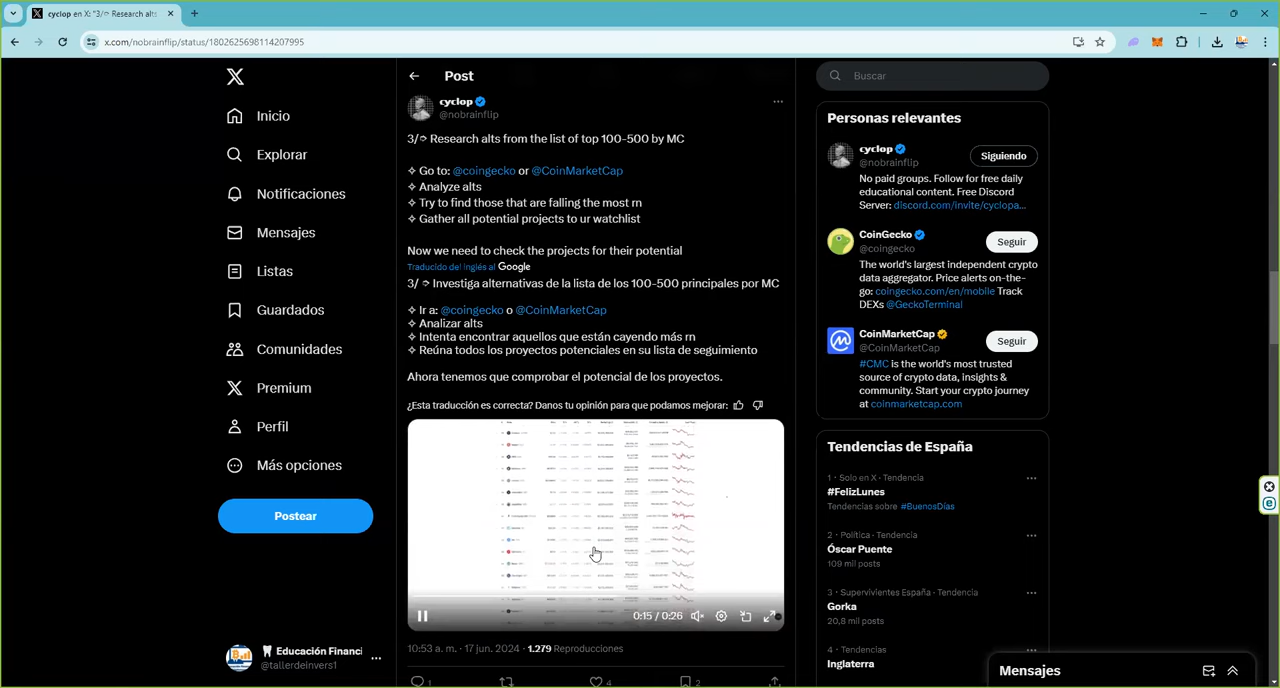 cyclop en X: "3/➮ Research alts
x.com/nobrainflip/status/1802625698114207995
Inicio
Explorar
Notificaciones
Mensajes
Listas
Guardados
Comunidades
Premium
Perfil
Más opciones
Postear
Educación Financi
@tallerdeinvers1
Post
cyclop
@nobrainflip
3/➮ Research alts from the list of top 100-500 by MC
✧ Go to: @coingecko or @CoinMarketCap
✧ Analyze alts
✧ Try to find those that are falling the most rn
✧ Gather all potential projects to ur watchlist
Now we need to check the projects for their potential
Traducido del inglés al Google
3/ ➮ Investiga alternativas de la lista de los 100-500 principales por MC
✧ Ir a: @coingecko o @CoinMarketCap
✧ Analizar alts
✧ Intenta encontrar aquellos que están cayendo más rn
✧ Reúna todos los proyectos potenciales en su lista de seguimiento
Ahora tenemos que comprobar el potencial de los proyectos.
¿Esta traducción es correcta? Danos tu opinión para que podamos mejorar:
0:15 / 0:26
10:53 a. m. · 17 jun. 2024 · 1.279 Reproducciones
1
4
2
Buscar
Personas relevantes
cyclop
@nobrainflip
Siguiendo
No paid groups. Follow for free daily
educational content. Free Discord
Server: discord.com/invite/cyclopa...
CoinGecko
@coingecko
Seguir
The world's largest independent crypto
data aggregator. Price alerts on-the-
go: coingecko.com/en/mobile Track
DEXs @GeckoTerminal
CoinMarketCap
@CoinMarketCap
Seguir
#CMC is the world's most trusted
source of crypto data, insights &
community. Start your crypto journey
at coinmarketcap.com
Tendencias de España
1 · Solo en X · Tendencia
#FelizLunes
Tendencias sobre #BuenosDías
2 · Política · Tendencia
Óscar Puente
109 mil posts
3 · Supervivientes España · Tendencia
Gorka
20,8 mil posts
4 · Tendencias
Inglaterra
Mensajes